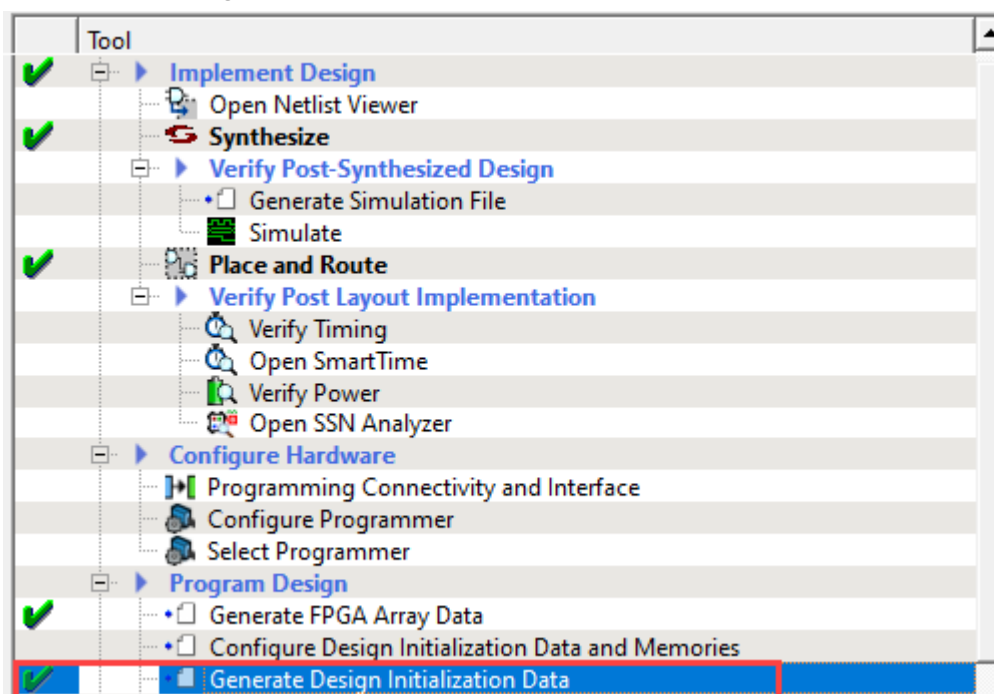 Tool
Implement Design
Open Netlist Viewer
Synthesize
Verify Post-Synthesized Design
Generate Simulation File
Simulate
Place and Route
Verify Post Layout Implementation
Verify Timing
Open SmartTime
Verify Power
Open SSN Analyzer
Configure Hardware
Programming Connectivity and Interface
Configure Programmer
Select Programmer
Program Design
Generate FPGA Array Data
Configure Design Initialization Data and Memories
Generate Design Initialization Data